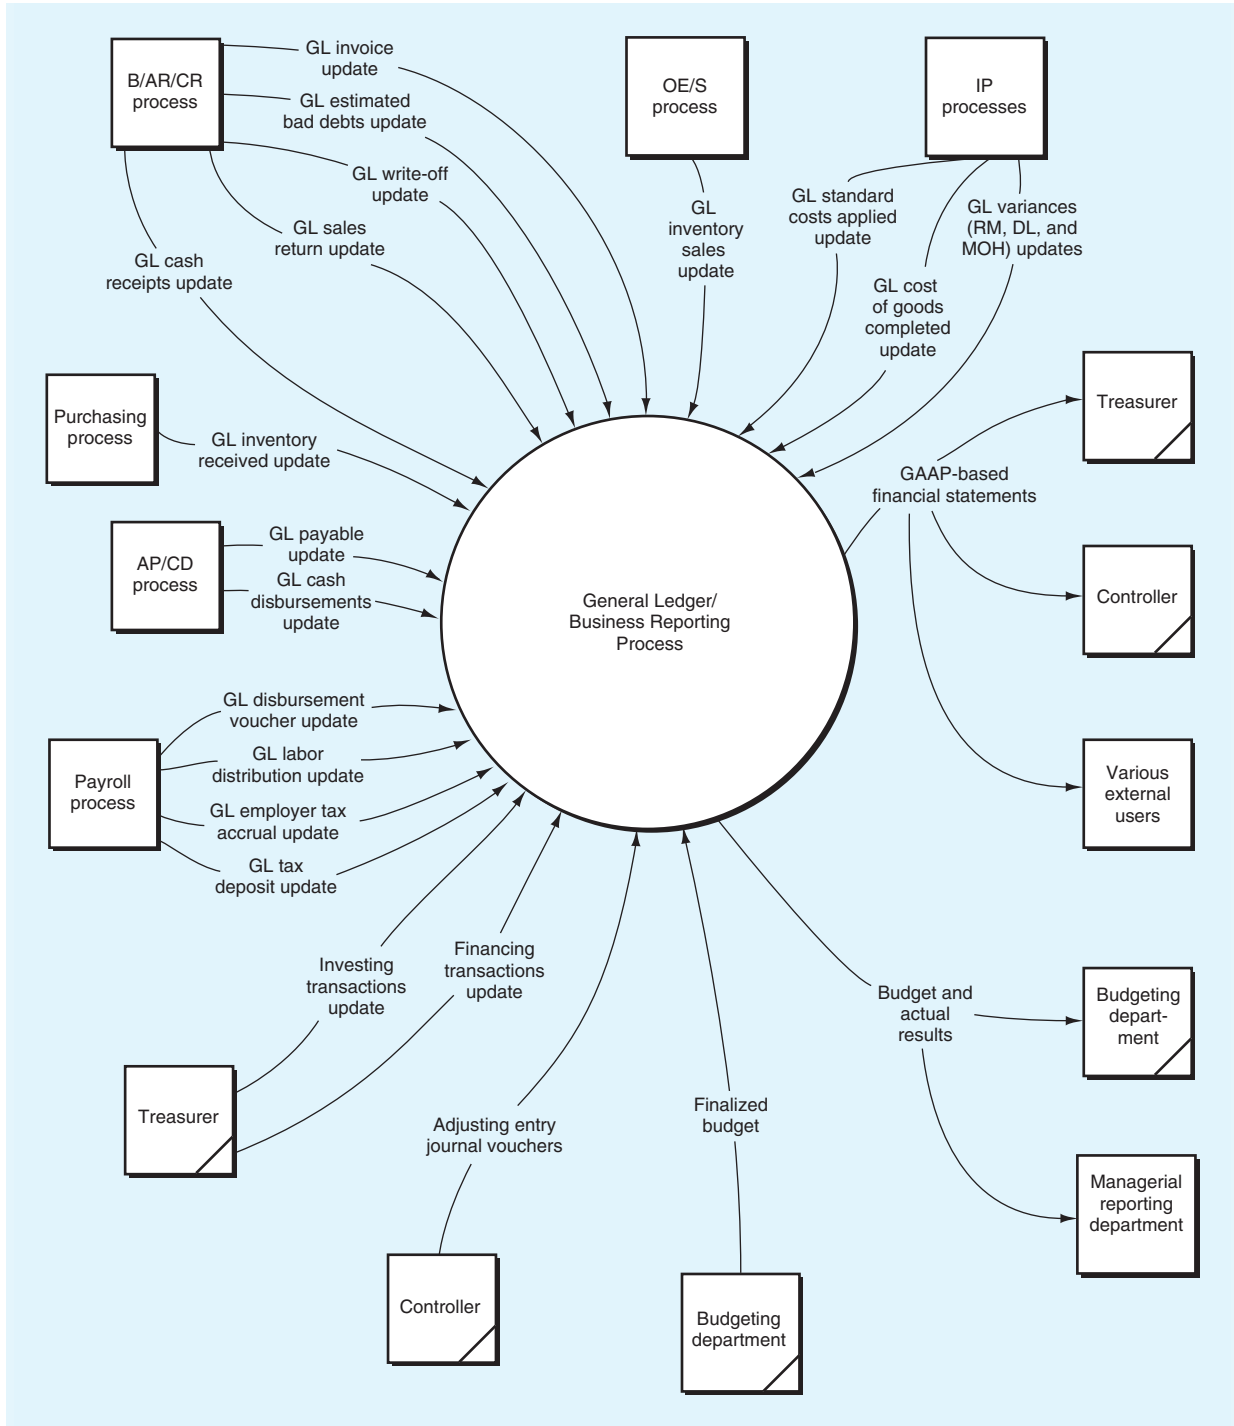 B/AR/CR
process
GL invoice
update
GL estimated
bad debts update
GL write-off
update
GL sales
return update
GL cash
receipts update
OE/S
process
GL
inventory
sales
update
IP
processes
GL standard
costs applied
update
GL cost
of goods
completed
update
GL variances
(RM, DL, and
MOH) updates
Purchasing
process
GL inventory
received update
AP/CD
process
GL payable
update
GL cash
disbursements
update
General Ledger/
Business Reporting
Process
GAAP-based
financial statements
Treasurer
Controller
Various
external
users
Payroll
process
GL disbursement
voucher update
GL labor
distribution update
GL employer tax
accrual update
GL tax
deposit update
Investing
transactions
update
Financing
transactions
update
Treasurer
Adjusting entry
journal vouchers
Controller
Finalized
budget
Budgeting
department
Budget and
actual
results
Budgeting
depart-
ment
Managerial
reporting
department